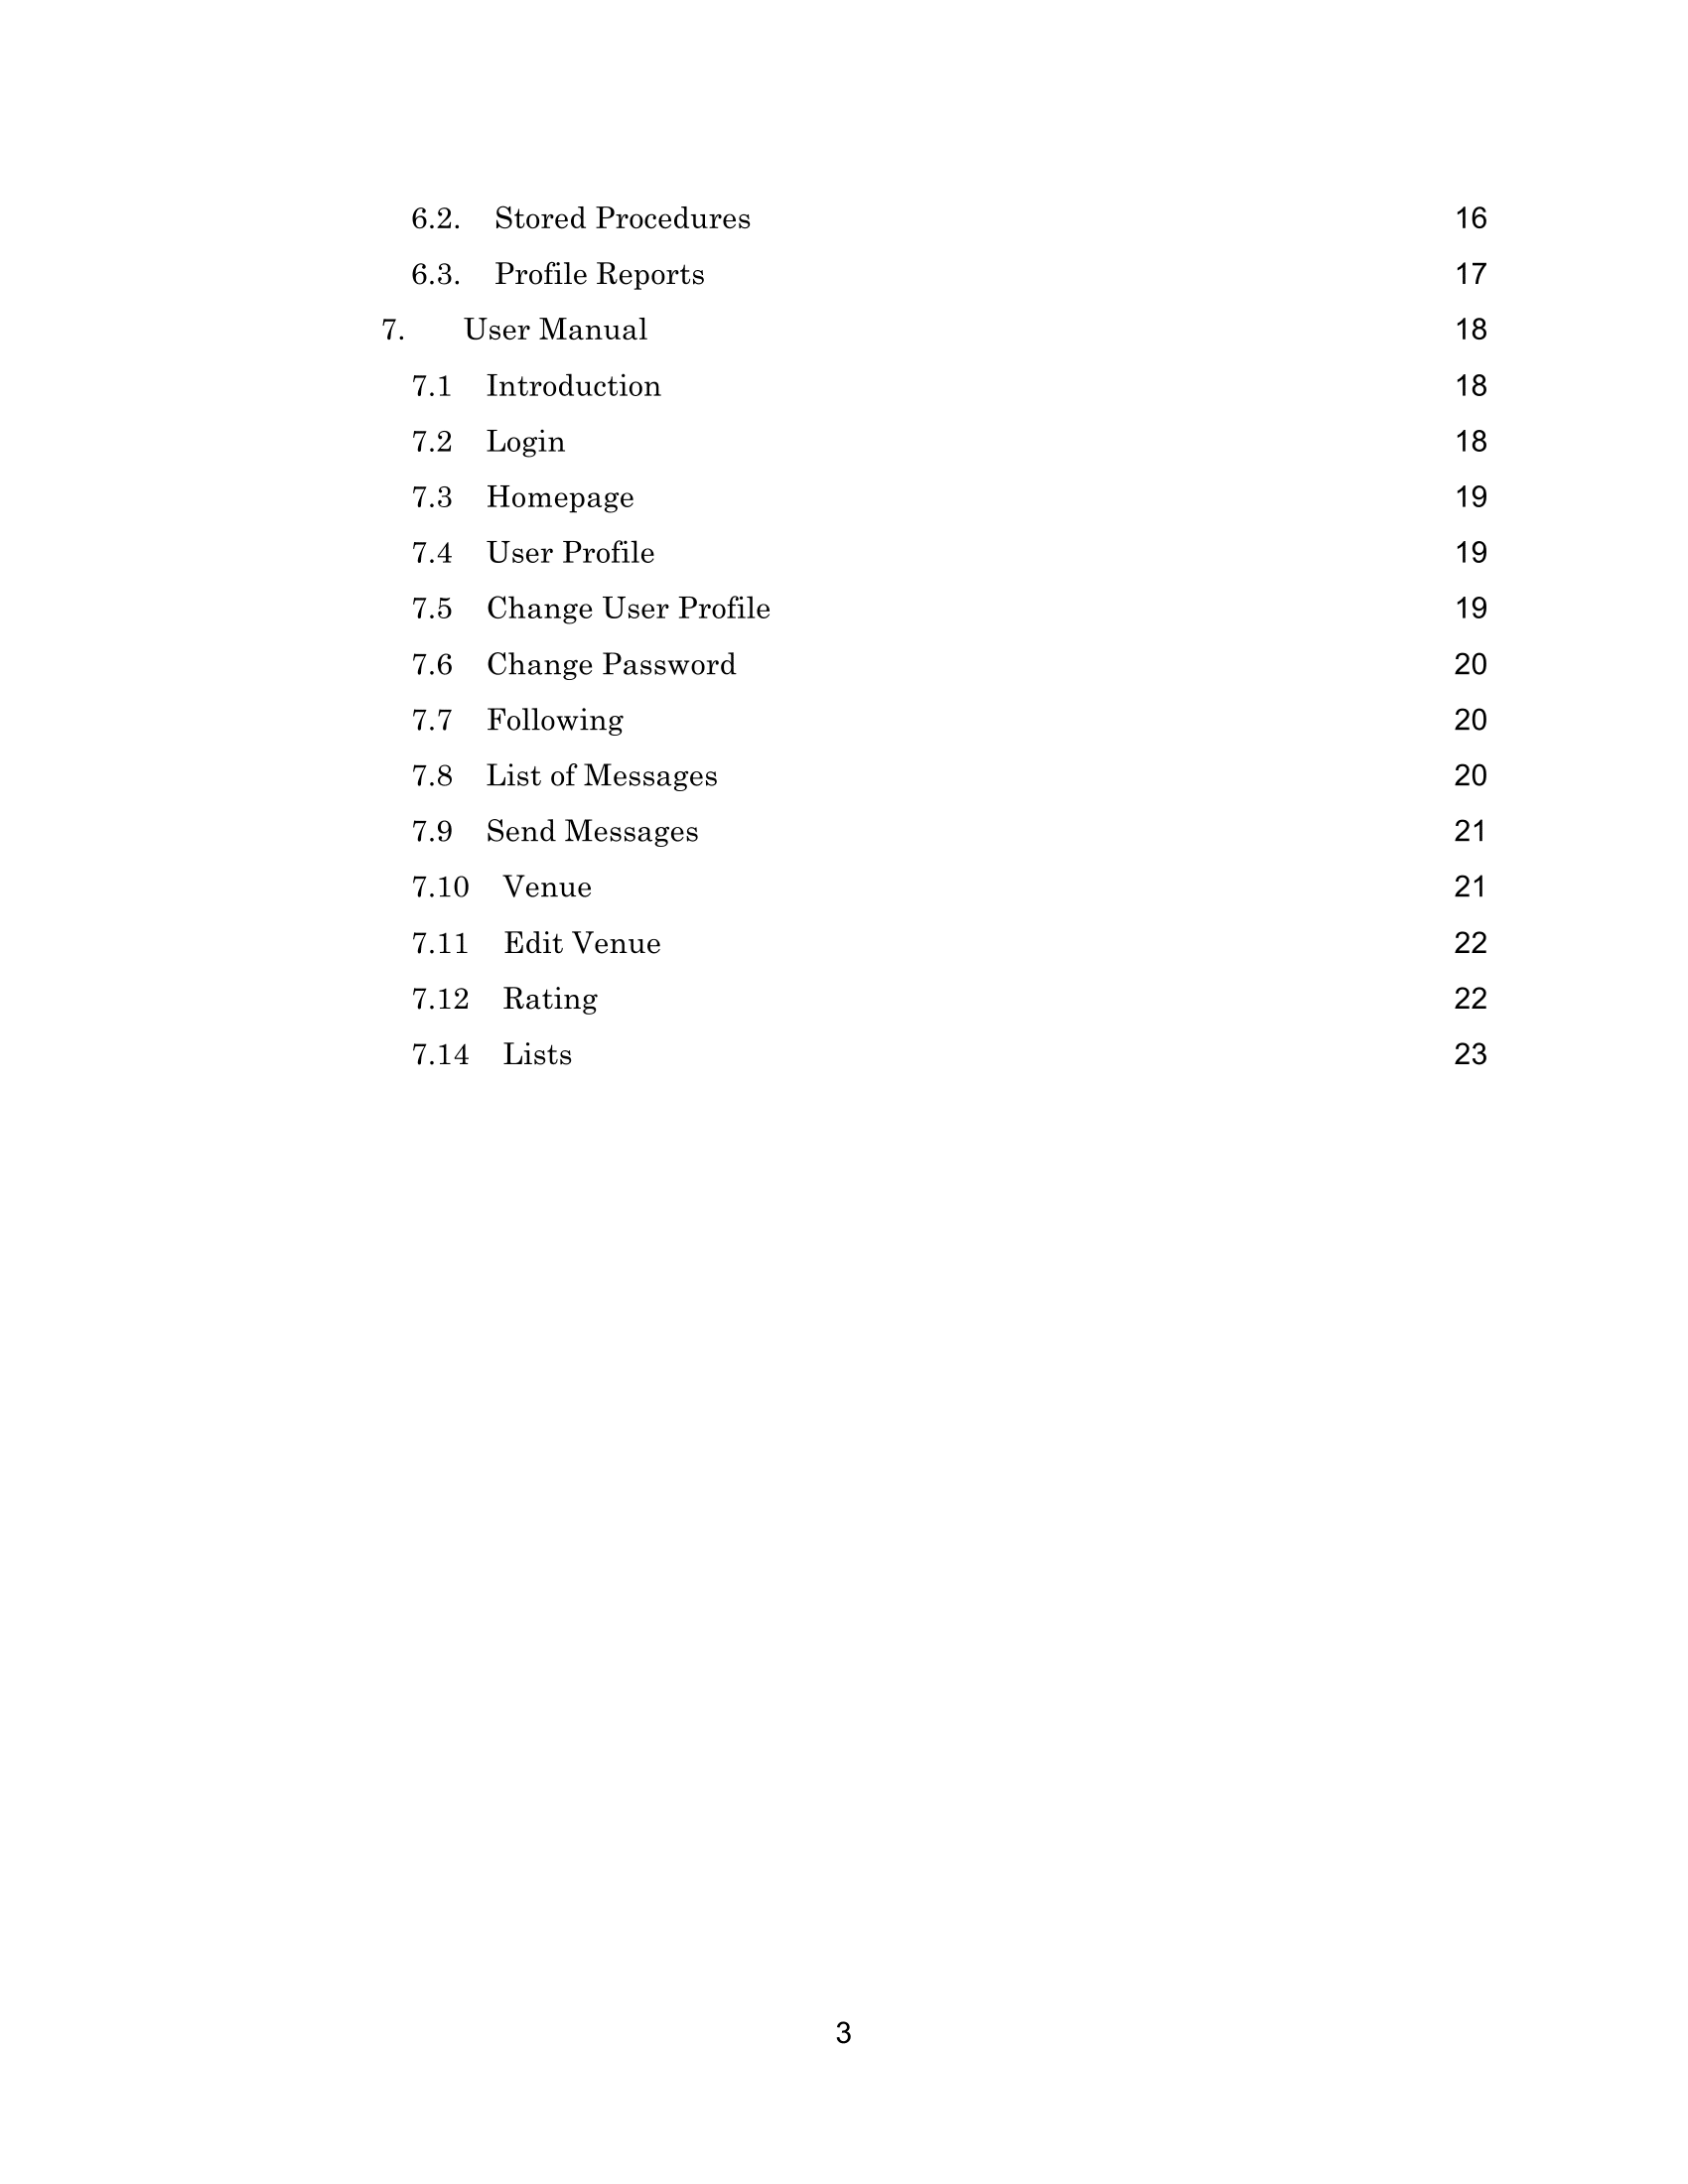 6.2. Stored Procedures 16
6.3. Profile Reports 17
7. User Manual 18
7.1 Introduction 18
7.2 Login 18
7.3 Homepage 19
7.4 User Profile 19
7.5 Change User Profile 19
7.6 Change Password 20
7.7 Following 20
7.8 List of Messages 20
7.9 Send Messages 21
7.10 Venue 21
7.11 Edit Venue 22
7.12 Rating 22
7.14 Lists 23
3